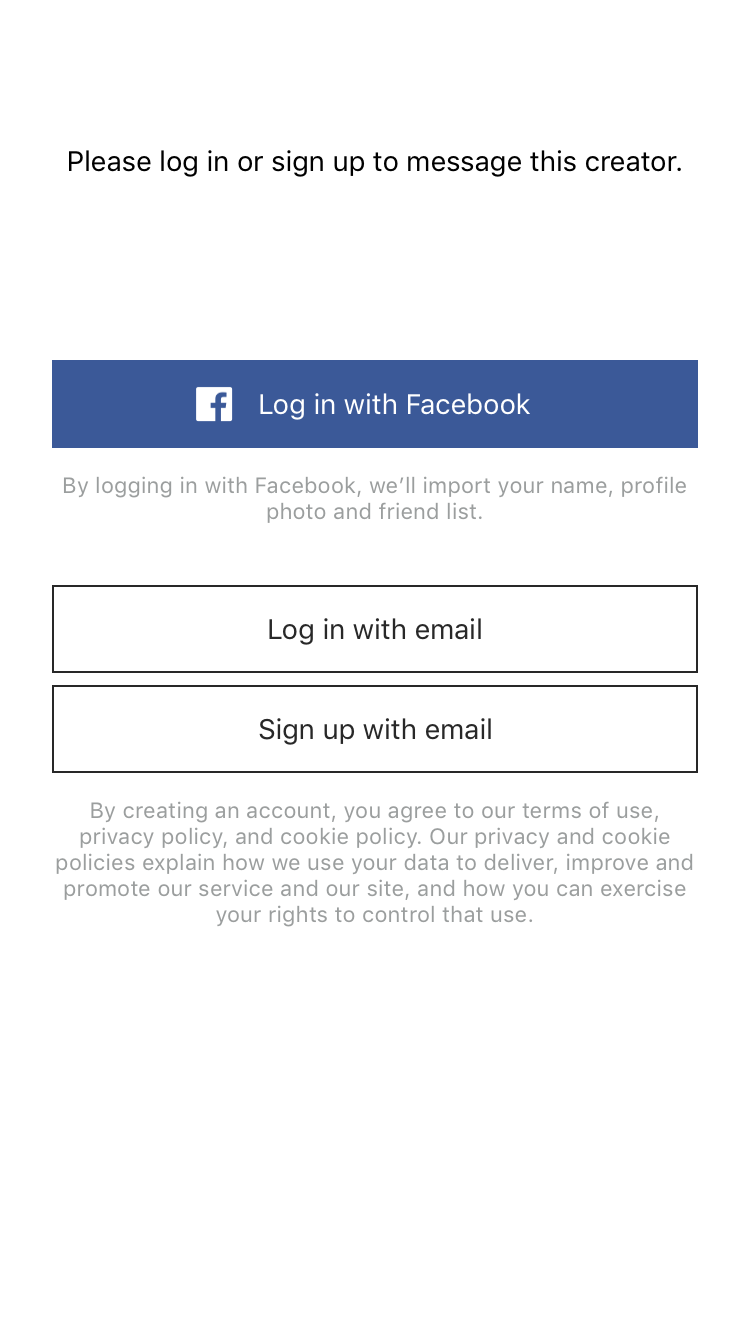 Please log in or sign up to message this creator.
Log in with Facebook
By logging in with Facebook, we’ll import your name, profile
photo and friend list.
Log in with email
Sign up with email
By creating an account, you agree to our terms of use,
privacy policy, and cookie policy. Our privacy and cookie
policies explain how we use your data to deliver, improve and
promote our service and our site, and how you can exercise
your rights to control that use.